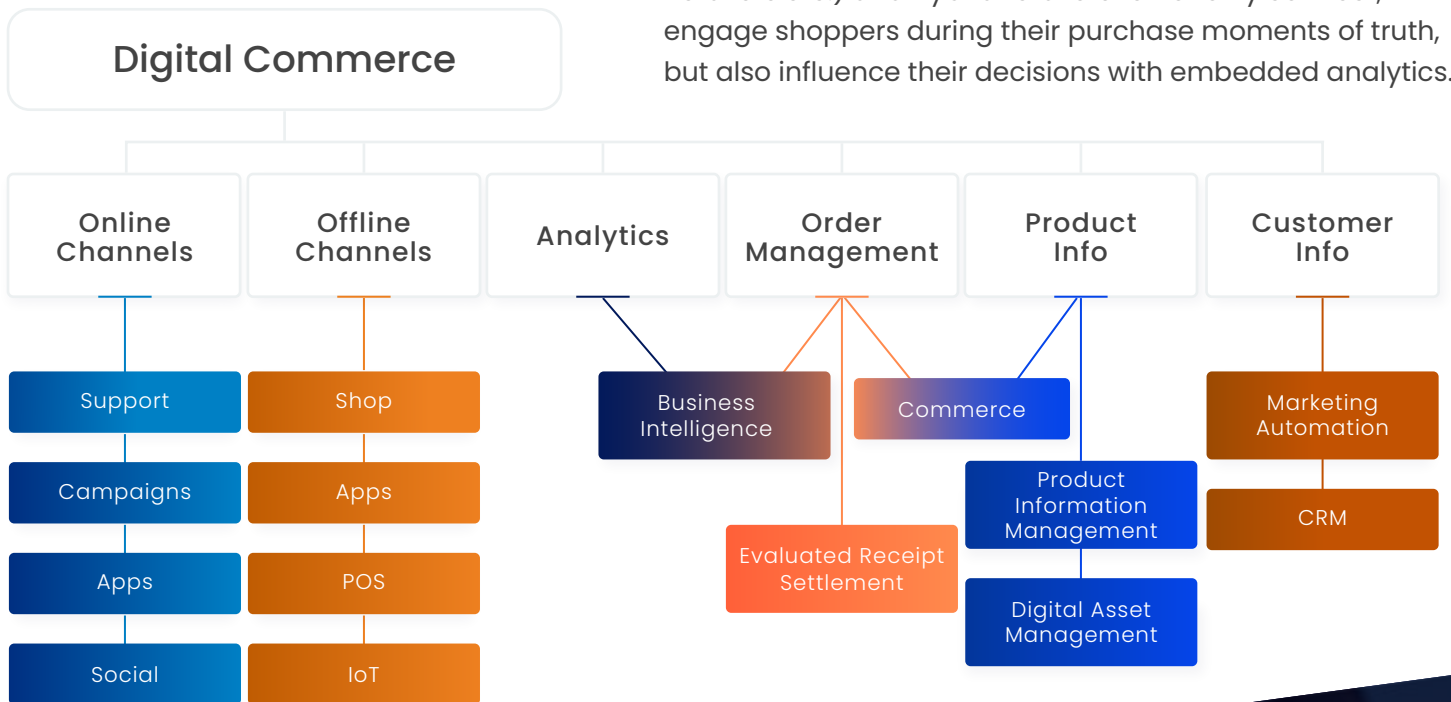 Digital Commerce
engage shoppers during their purchase moments of truth,
but also influence their decisions with embedded analytics.
Online
Channels
Offline
Channels
Analytics
Order
Management
Product
Info
Customer
Info
Support
Campaigns
Apps
Social
Shop
Apps
POS
IoT
Business
Intelligence
Commerce
Evaluated Receipt
Settlement
Product
Information
Management
Digital Asset
Management
Marketing
Automation
CRM